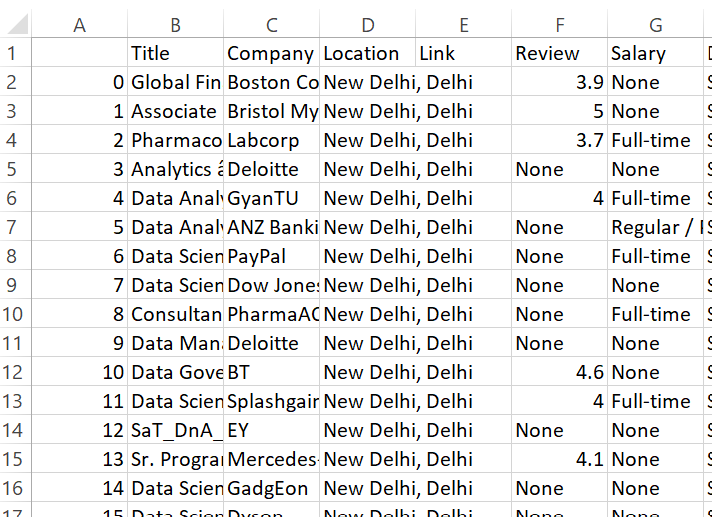 A B C D E F G
1 Title Company Location Link Review Salary
2 0 Global Fin Boston Co New Delhi, Delhi 3.9 None
3 1 Associate Bristol My New Delhi, Delhi 5 None
4 2 Pharmaco Labcorp New Delhi, Delhi 3.7 Full-time
5 3 Analytics â Deloitte New Delhi, Delhi None None
6 4 Data Anal GyanTU New Delhi, Delhi 4 Full-time
7 5 Data Anal ANZ Banki New Delhi, Delhi None Regular /
8 6 Data Scien PayPal New Delhi, Delhi None Full-time
9 7 Data Scien Dow Jones New Delhi, Delhi None None
10 8 Consultan PharmaAC New Delhi, Delhi None Full-time
11 9 Data Man Deloitte New Delhi, Delhi None None
12 10 Data Gove BT New Delhi, Delhi 4.6 None
13 11 Data Scien Splashgain New Delhi, Delhi 4 Full-time
14 12 SaT_DnA_ EY New Delhi, Delhi None None
15 13 Sr. Progra Mercedes- New Delhi, Delhi 4.1 None
16 14 Data Scien GadgEon New Delhi, Delhi None None
17 15 Data Scien Dyson New Delhi, Delhi None None